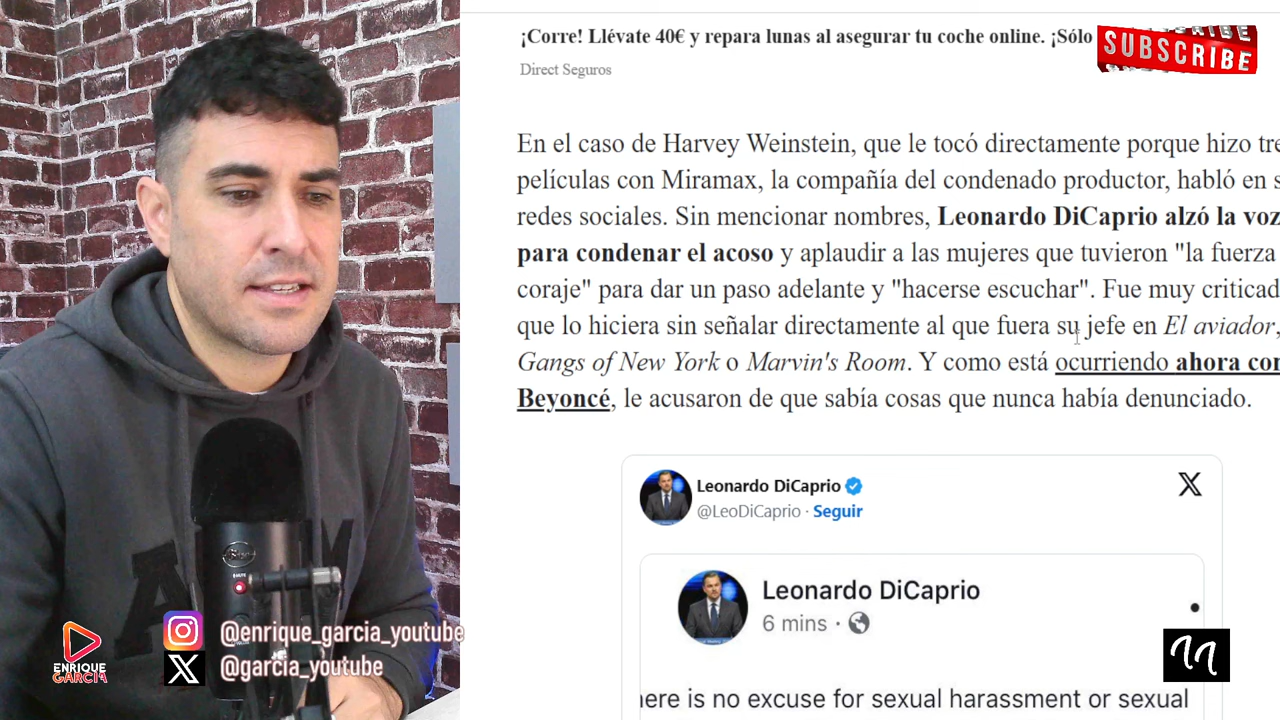 ¡Corre! Llévate 40€ y repara lunas al asegurar tu coche online. ¡Sólo
SUBSCRIBE
Direct Seguros
En el caso de Harvey Weinstein, que le tocó directamente porque hizo tre
películas con Miramax, la compañía del condenado productor, habló en s
redes sociales. Sin mencionar nombres, Leonardo DiCaprio alzó la voz
para condenar el acoso y aplaudir a las mujeres que tuvieron "la fuerza
coraje" para dar un paso adelante y "hacerse escuchar". Fue muy criticad
que lo hiciera sin señalar directamente al que fuera su jefe en El aviador,
Gangs of New York o Marvin's Room. Y como está ocurriendo ahora con
Beyoncé, le acusaron de que sabía cosas que nunca había denunciado.
Leonardo DiCaprio
@LeoDiCaprio · Seguir
Leonardo DiCaprio
6 mins ·
here is no excuse for sexual harassment or sexual
@enrique_garcia_youtube
@garcia_youtube
ENRIQUE
GARCIA